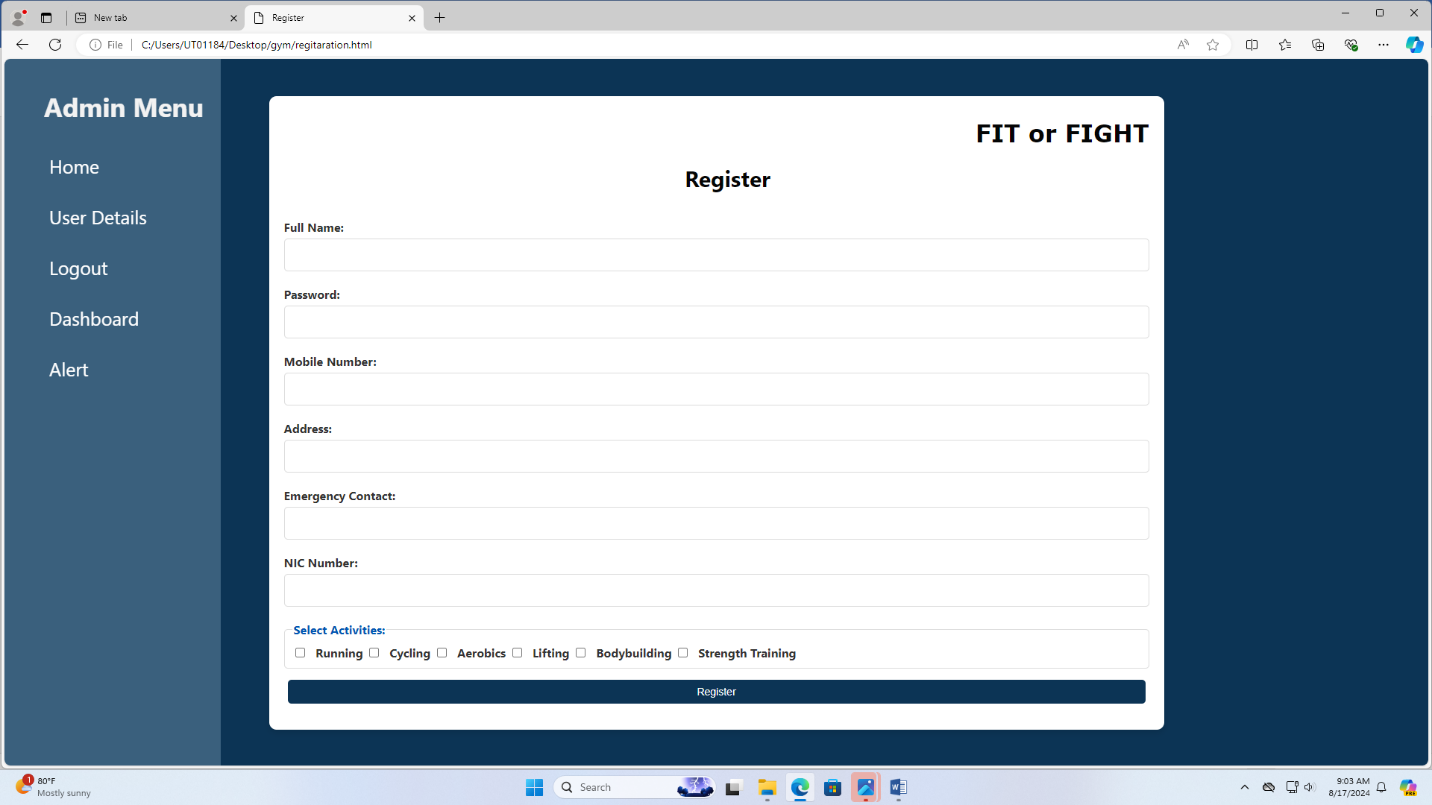 New tab
Register
File
C:/Users/UT01184/Desktop/gym/regitaration.html
Admin Menu
Home
User Details
Logout
Dashboard
Alert
FIT or FIGHT
Register
Full Name:
Password:
Mobile Number:
Address:
Emergency Contact:
NIC Number:
Select Activities:
Running Cycling Aerobics Lifting Bodybuilding Strength Training
Register
1
80°F
Mostly sunny
Search
9:03 AM
8/17/2024